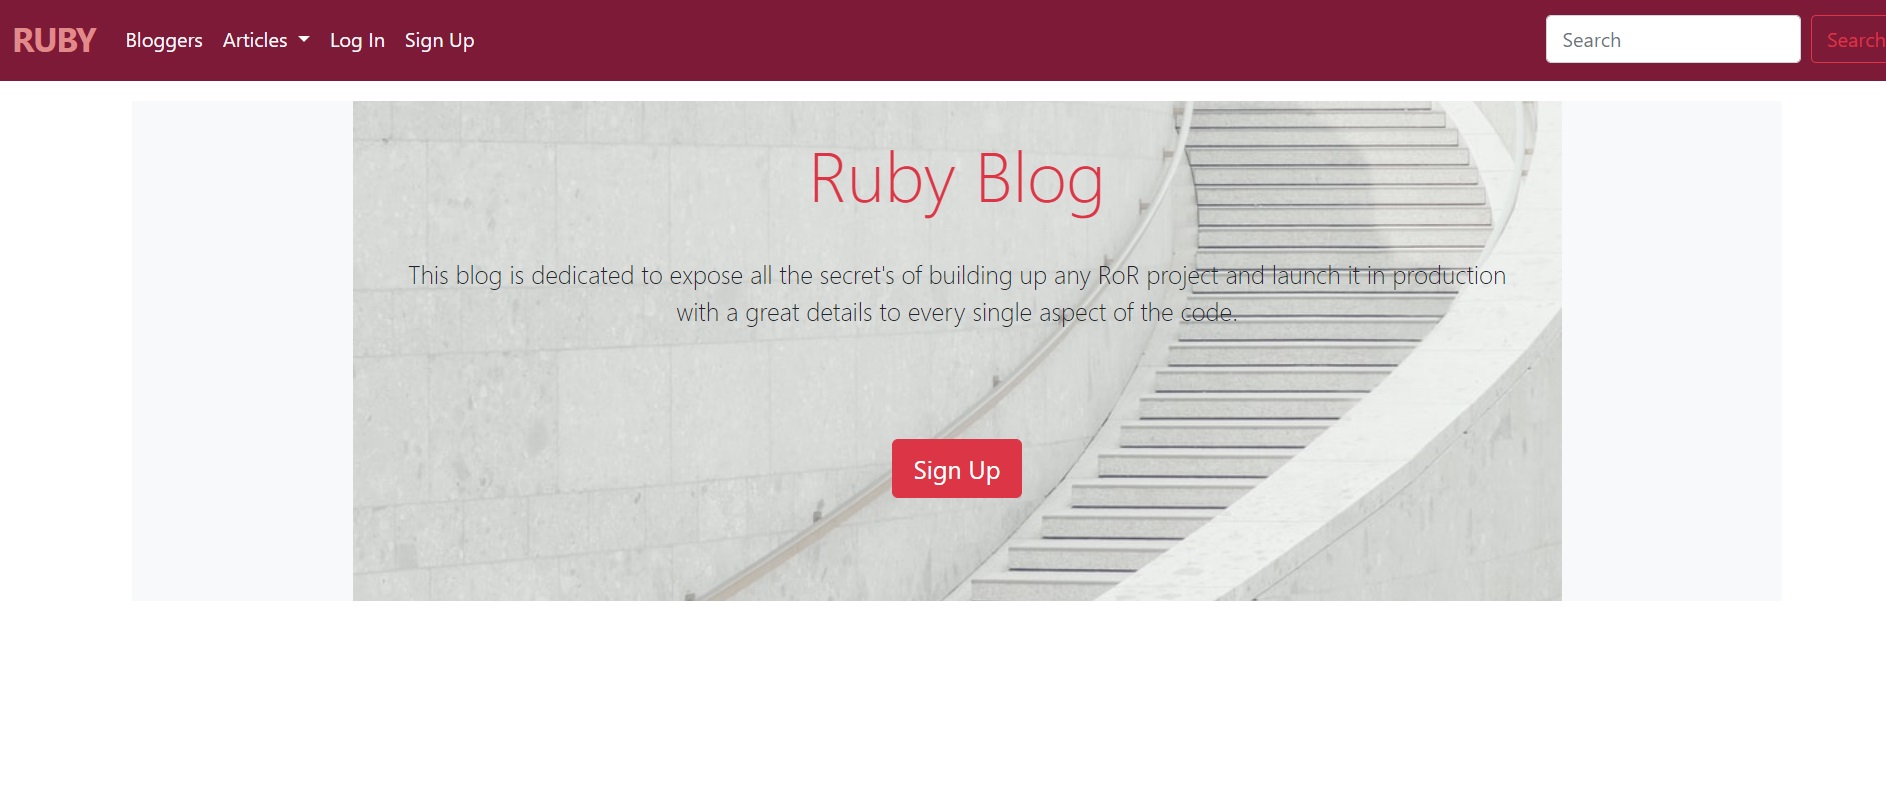 RUBY Bloggers Articles Log In Sign Up Search Search
Ruby Blog
This blog is dedicated to expose all the secret's of building up any RoR project and launch it in production
with a great details to every single aspect of the code.
Sign Up